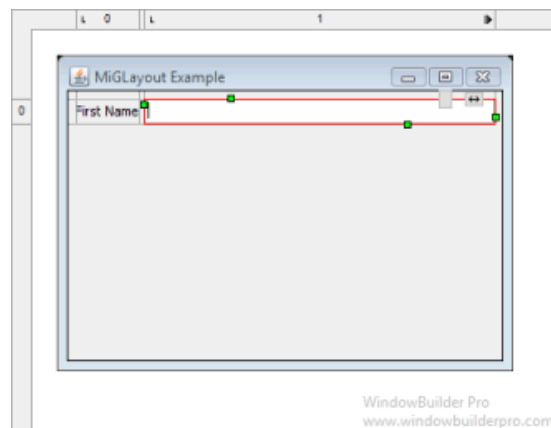 0 1
MiGLayout Example
0
First Name
WindowBuilder Pro
www.windowbuilderpro.com